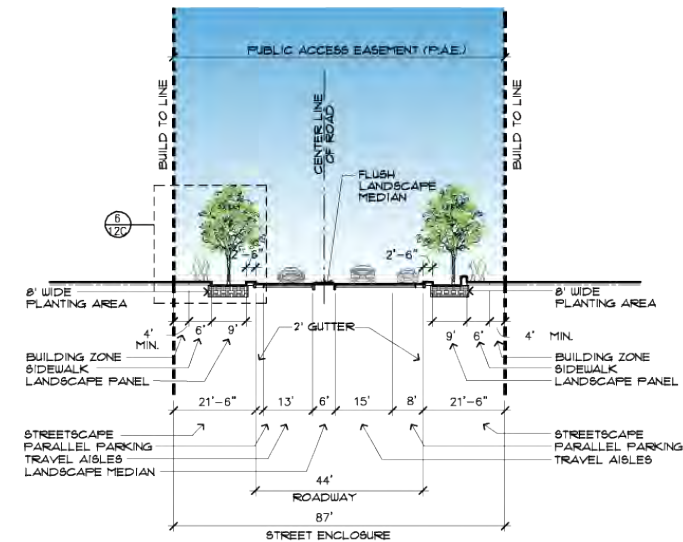 PUBLIC ACCESS EASEMENT (P.A.E.)
BUILD TO LINE
CENTER LINE
OF ROAD
BUILD TO LINE
FLUSH
LANDSCAPE
MEDIAN
6
12C
2'-6"
2'-6"
8' WIDE
PLANTING AREA
8' WIDE
PLANTING AREA
4'
MIN.
6'
9'
2' GUTTER
9'
6'
4'
MIN.
BUILDING ZONE
SIDEWALK
LANDSCAPE PANEL
BUILDING ZONE
SIDEWALK
LANDSCAPE PANEL
21'-6"
13'
6'
15'
8'
21'-6"
STREETSCAPE
PARALLEL PARKING
TRAVEL AISLES
LANDSCAPE MEDIAN
STREETSCAPE
PARALLEL PARKING
TRAVEL AISLES
44'
ROADWAY
87'
STREET ENCLOSURE